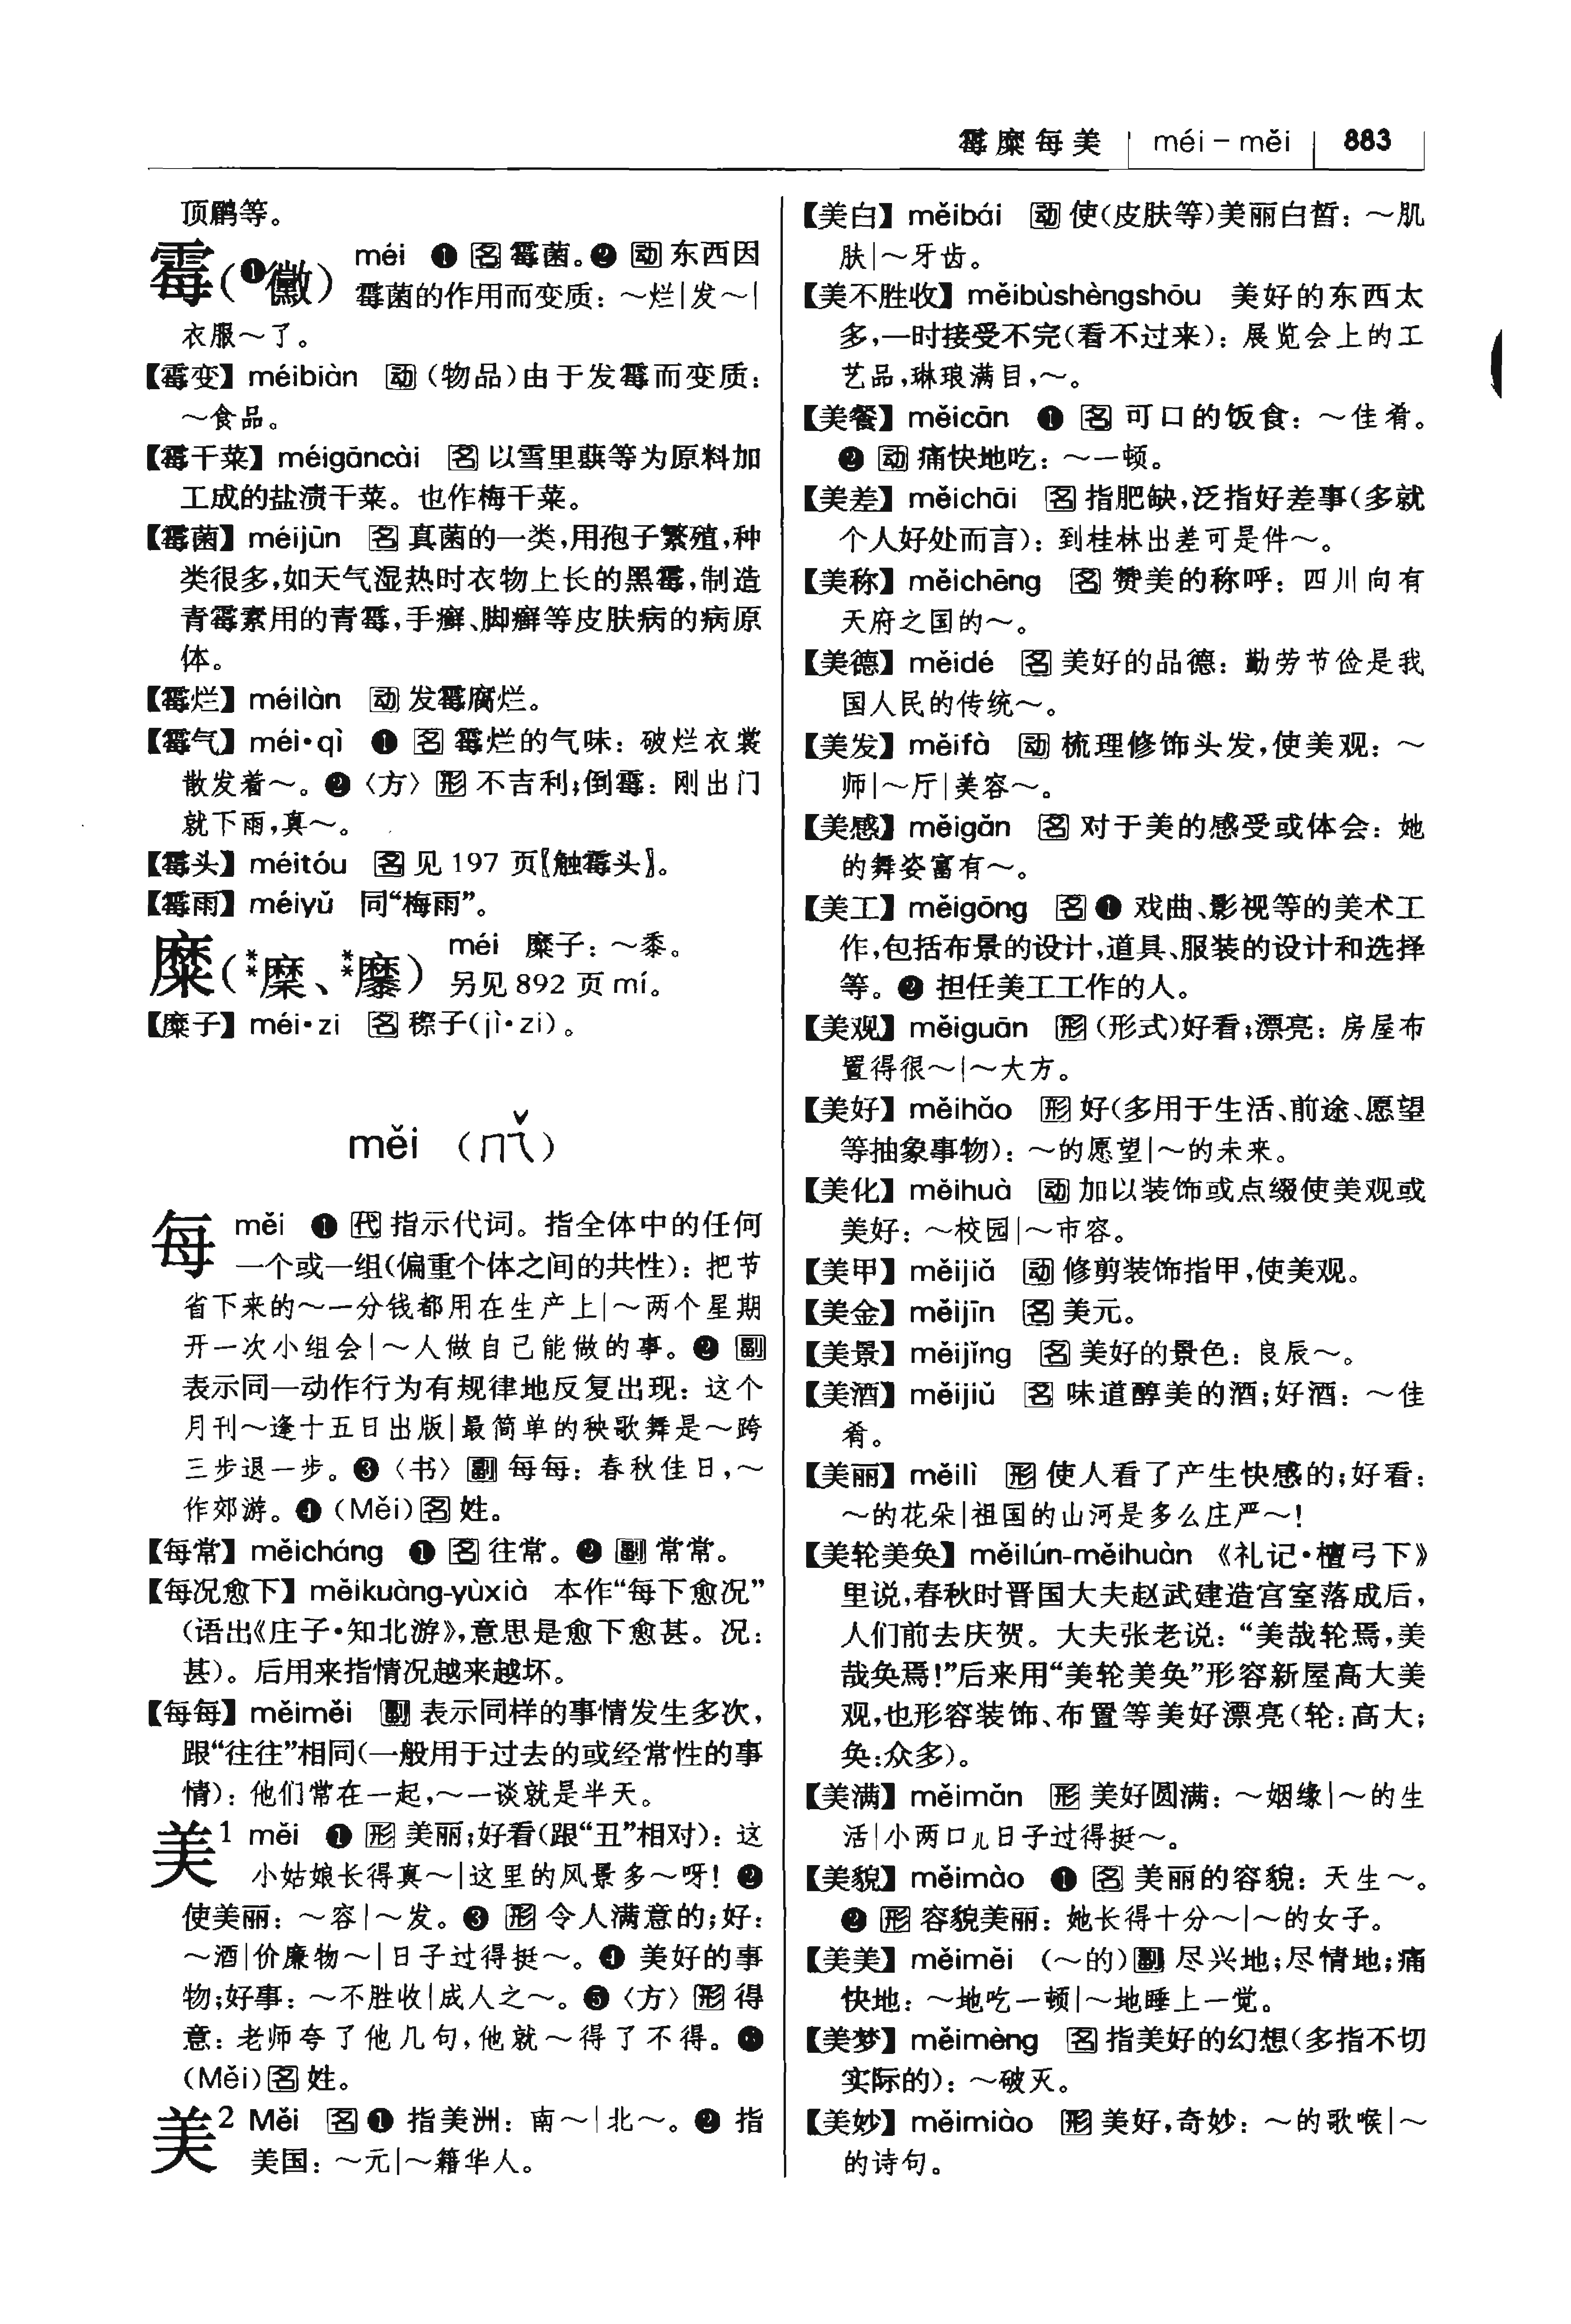 霉糜每美 méi－měi 883
顶鹛等。
霉(❶黴) méi ❶ 名 霉菌。❷ 动 东西因
霉菌的作用而变质：～烂|发～|
衣服～了。
【霉变】méibiàn 动（物品）由于发霉而变质：
～食品。
【霉干菜】méigāncài 名 以雪里蕻等为原料加
工成的盐渍干菜。也作梅干菜。
【霉菌】méijūn 名 真菌的一类，用孢子繁殖，种
类很多，如天气湿热时衣物上长的黑霉，制造
青霉素用的青霉，手癣、脚癣等皮肤病的病原
体。
【霉烂】méilàn 动 发霉腐烂。
【霉气】méi•qì ❶ 名 霉烂的气味：破烂衣裳
散发着～。❷〈方〉形 不吉利；倒霉：刚出门
就下雨，真～。
【霉头】méitóu 名 见 197 页〖触霉头〗。
【霉雨】méiyǔ 同“梅雨”。
糜(**䊳、**穈) méi 糜子：～黍。
另见 892 页 mí。
【糜子】méi•zi 名 穄子(jì•zi)。
měi （ㄇㄟˇ）
每 měi ❶ 代 指示代词。指全体中的任何
一个或一组（偏重个体之间的共性）：把节
省下来的～一分钱都用在生产上|～两个星期
开一次小组会|～人做自己能做的事。❷ 副
表示同一动作行为有规律地反复出现：这个
月刊～逢十五日出版|最简单的秧歌舞是～跨
三步退一步。❸〈书〉副 每每：春秋佳日，～
作郊游。❹（Měi）名 姓。
【每常】měicháng ❶ 名 往常。❷ 副 常常。
【每况愈下】měikuàng-yùxià 本作“每下愈况”
（语出《庄子•知北游》，意思是愈下愈甚。况：
甚）。后用来指情况越来越坏。
【每每】měiměi 副 表示同样的事情发生多次，
跟“往往”相同（一般用于过去的或经常性的事
情）：他们常在一起，～一谈就是半天。
美1 měi ❶ 形 美丽；好看（跟“丑”相对）：这
小姑娘长得真～|这里的风景多～呀！❷
使美丽：～容|～发。❸ 形 令人满意的；好：
～酒|价廉物～|日子过得挺～。❹ 美好的事
物；好事：～不胜收|成人之～。❺〈方〉形 得
意：老师夸了他几句，他就～得了不得。❻
（Měi）名 姓。
美2 Měi 名 ❶ 指美洲：南～|北～。❷ 指
美国：～元|～籍华人。
【美白】měibái 动 使（皮肤等）美丽白皙：～肌
肤|～牙齿。
【美不胜收】měibùshèngshōu 美好的东西太
多，一时接受不完（看不过来）：展览会上的工
艺品，琳琅满目，～。
【美餐】měicān ❶ 名 可口的饭食：～佳肴。
❷ 动 痛快地吃：～一顿。
【美差】měichāi 名 指肥缺，泛指好差事（多就
个人好处而言）：到桂林出差可是件～。
【美称】měichēng 名 赞美的称呼：四川向有
天府之国的～。
【美德】měidé 名 美好的品德：勤劳节俭是我
国人民的传统～。
【美发】měifà 动 梳理修饰头发，使美观：～
师|～厅|美容～。
【美感】měigǎn 名 对于美的感受或体会：她
的舞姿富有～。
【美工】měigōng 名 ❶ 戏曲、影视等的美术工
作，包括布景的设计，道具、服装的设计和选择
等。❷ 担任美工工作的人。
【美观】měiguān 形（形式）好看；漂亮：房屋布
置得很～|～大方。
【美好】měihǎo 形 好（多用于生活、前途、愿望
等抽象事物）：～的愿望|～的未来。
【美化】měihuà 动 加以装饰或点缀使美观或
美好：～校园|～市容。
【美甲】měijiǎ 动 修剪装饰指甲，使美观。
【美金】měijīn 名 美元。
【美景】měijǐng 名 美好的景色：良辰～。
【美酒】měijiǔ 名 味道醇美的酒；好酒：～佳
肴。
【美丽】měilì 形 使人看了产生快感的；好看：
～的花朵|祖国的山河是多么庄严～！
【美轮美奂】měilún-měihuàn 《礼记•檀弓下》
里说，春秋时晋国大夫赵武建造宫室落成后，
人们前去庆贺。大夫张老说：“美哉轮焉，美
哉奂焉！”后来用“美轮美奂”形容新屋高大美
观，也形容装饰、布置等美好漂亮（轮：高大；
奂：众多）。
【美满】měimǎn 形 美好圆满：～姻缘|～的生
活|小两口儿日子过得挺～。
【美貌】měimào ❶ 名 美丽的容貌：天生～。
❷ 形 容貌美丽：她长得十分～|～的女子。
【美美】měiměi （～的）副 尽兴地；尽情地；痛
快地：～地吃一顿|～地睡上一觉。
【美梦】měimèng 名 指美好的幻想（多指不切
实际的）：～破灭。
【美妙】měimiào 形 美好，奇妙：～的歌喉|～
的诗句。